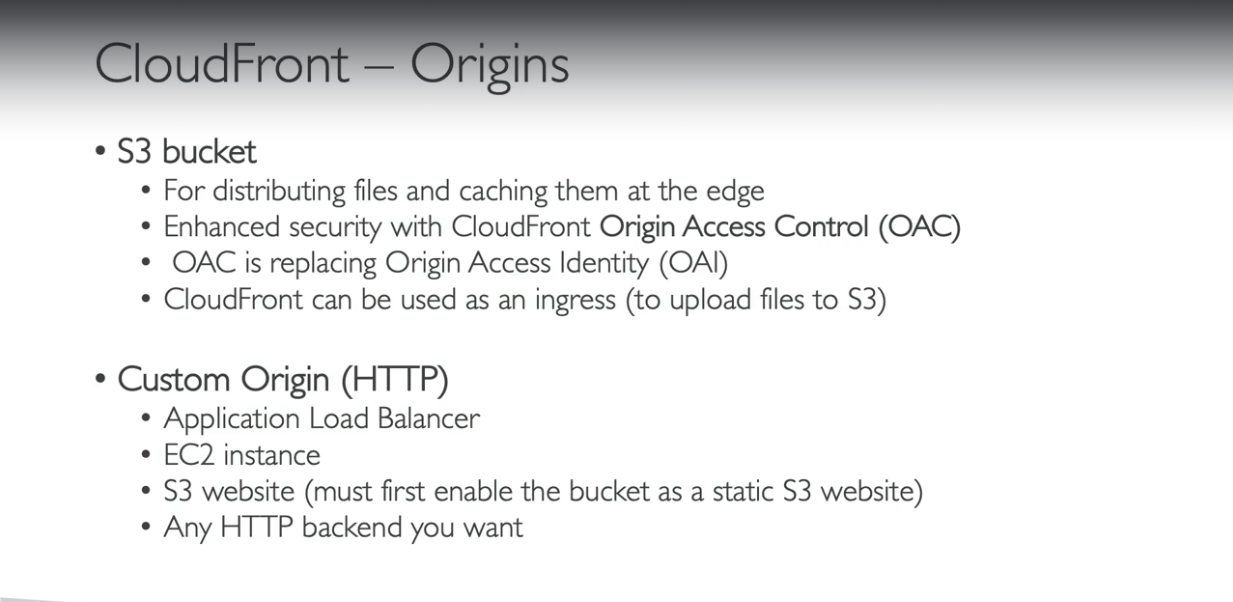 CloudFront – Origins
• S3 bucket
• For distributing files and caching them at the edge
• Enhanced security with CloudFront Origin Access Control (OAC)
• OAC is replacing Origin Access Identity (OAI)
• CloudFront can be used as an ingress (to upload files to S3)
• Custom Origin (HTTP)
• Application Load Balancer
• EC2 instance
• S3 website (must first enable the bucket as a static S3 website)
• Any HTTP backend you want